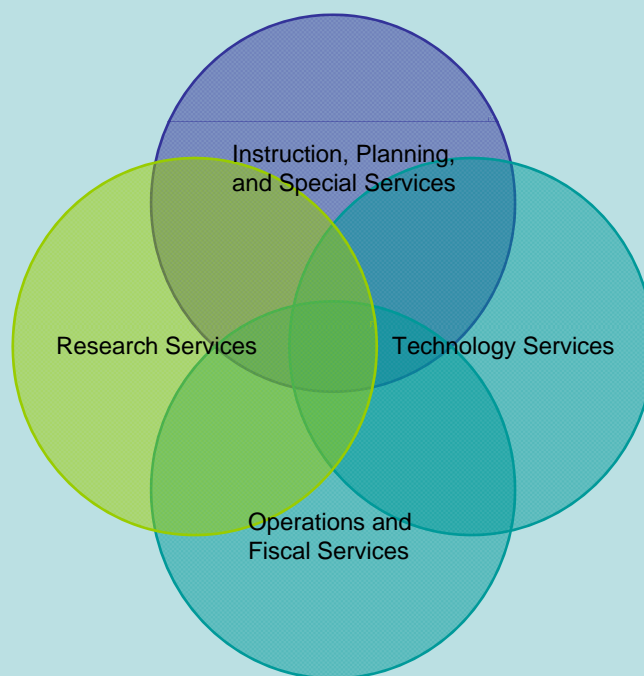 Instruction, Planning,
and Special Services
Research Services
Technology Services
Operations and
Fiscal Services